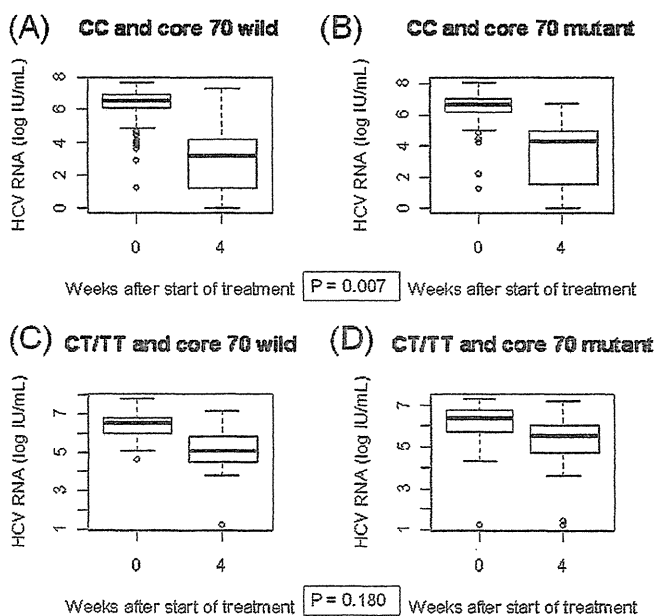 (A) CC and core 70 wild
(B) CC and core 70 mutant
HCV RNA (log IU/mL)
8
6
4
2
0
0 4
Weeks after start of treatment
HCV RNA (log IU/mL)
8
6
4
2
0
0 4
Weeks after start of treatment
P = 0.007
(C) CT/TT and core 70 wild
(D) CT/TT and core 70 mutant
HCV RNA (log IU/mL)
7
5
3
1
0 4
Weeks after start of treatment
HCV RNA (log IU/mL)
7
5
3
1
0 4
Weeks after start of treatment
P = 0.180